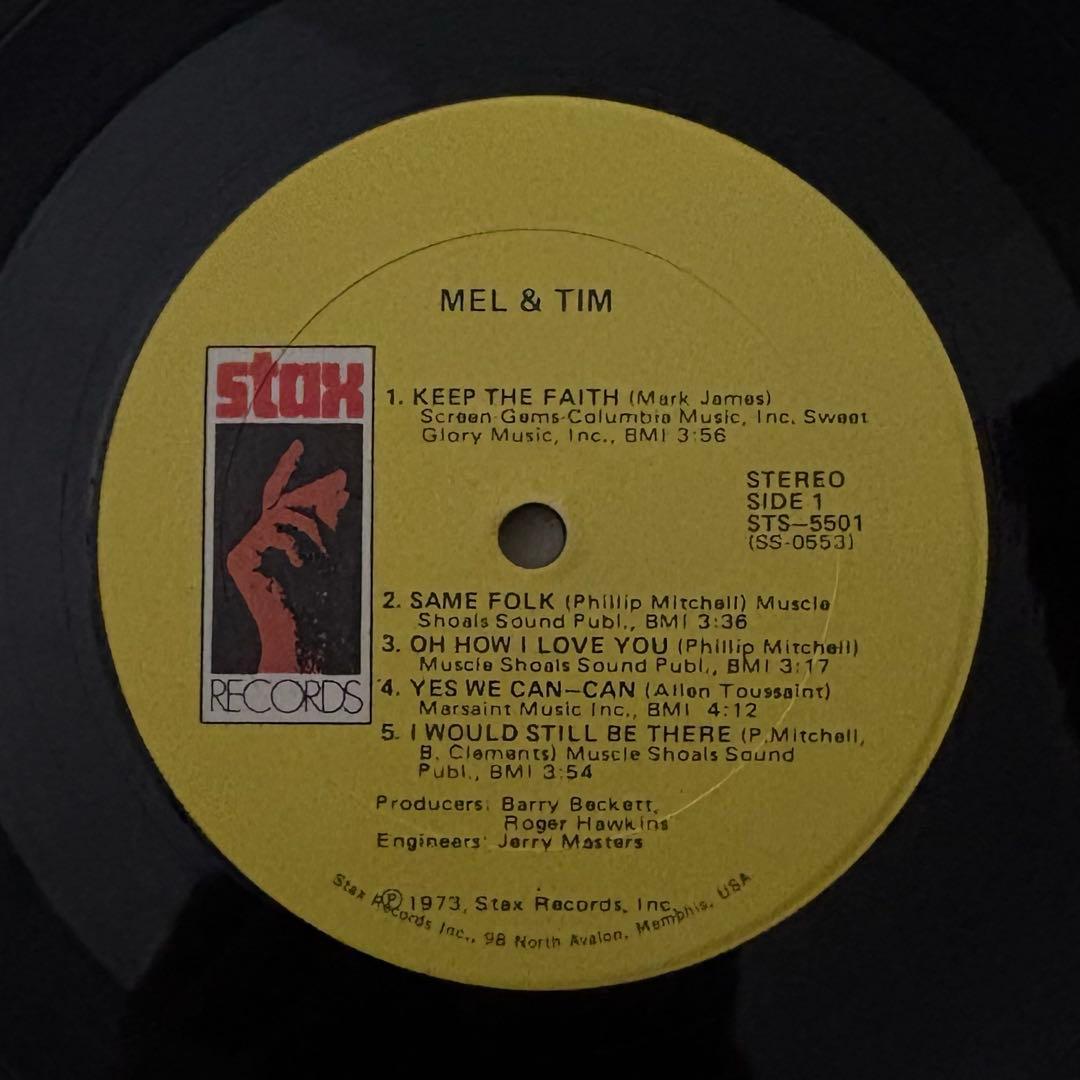 MEL & TIM
stax
RECORDS
1. KEEP THE FAITH (Mark James)
Screen-Gems-Columbia Music, Inc. Sweet
Glory Music, Inc., BMI 3:56
STEREO
SIDE 1
STS–5501
(SS-0553)
2. SAME FOLK (Phillip Mitchell) Muscle
Shoals Sound Publ., BMI 3:36
3. OH HOW I LOVE YOU (Phillip Mitchell)
Muscle Shoals Sound Publ., BMI 3:17
4. YES WE CAN–CAN (Allen Toussaint)
Marsaint Music Inc., BMI 4:12
5. I WOULD STILL BE THERE (P.Mitchell,
B. Clements) Muscle Shoals Sound
Publ., BMI 3:54
Producers: Barry Beckett,
Roger Hawkins
Engineers: Jerry Masters
℗ 1973, Stax Records, Inc.
Stax Records Inc., 98 North Avalon, Memphis, USA